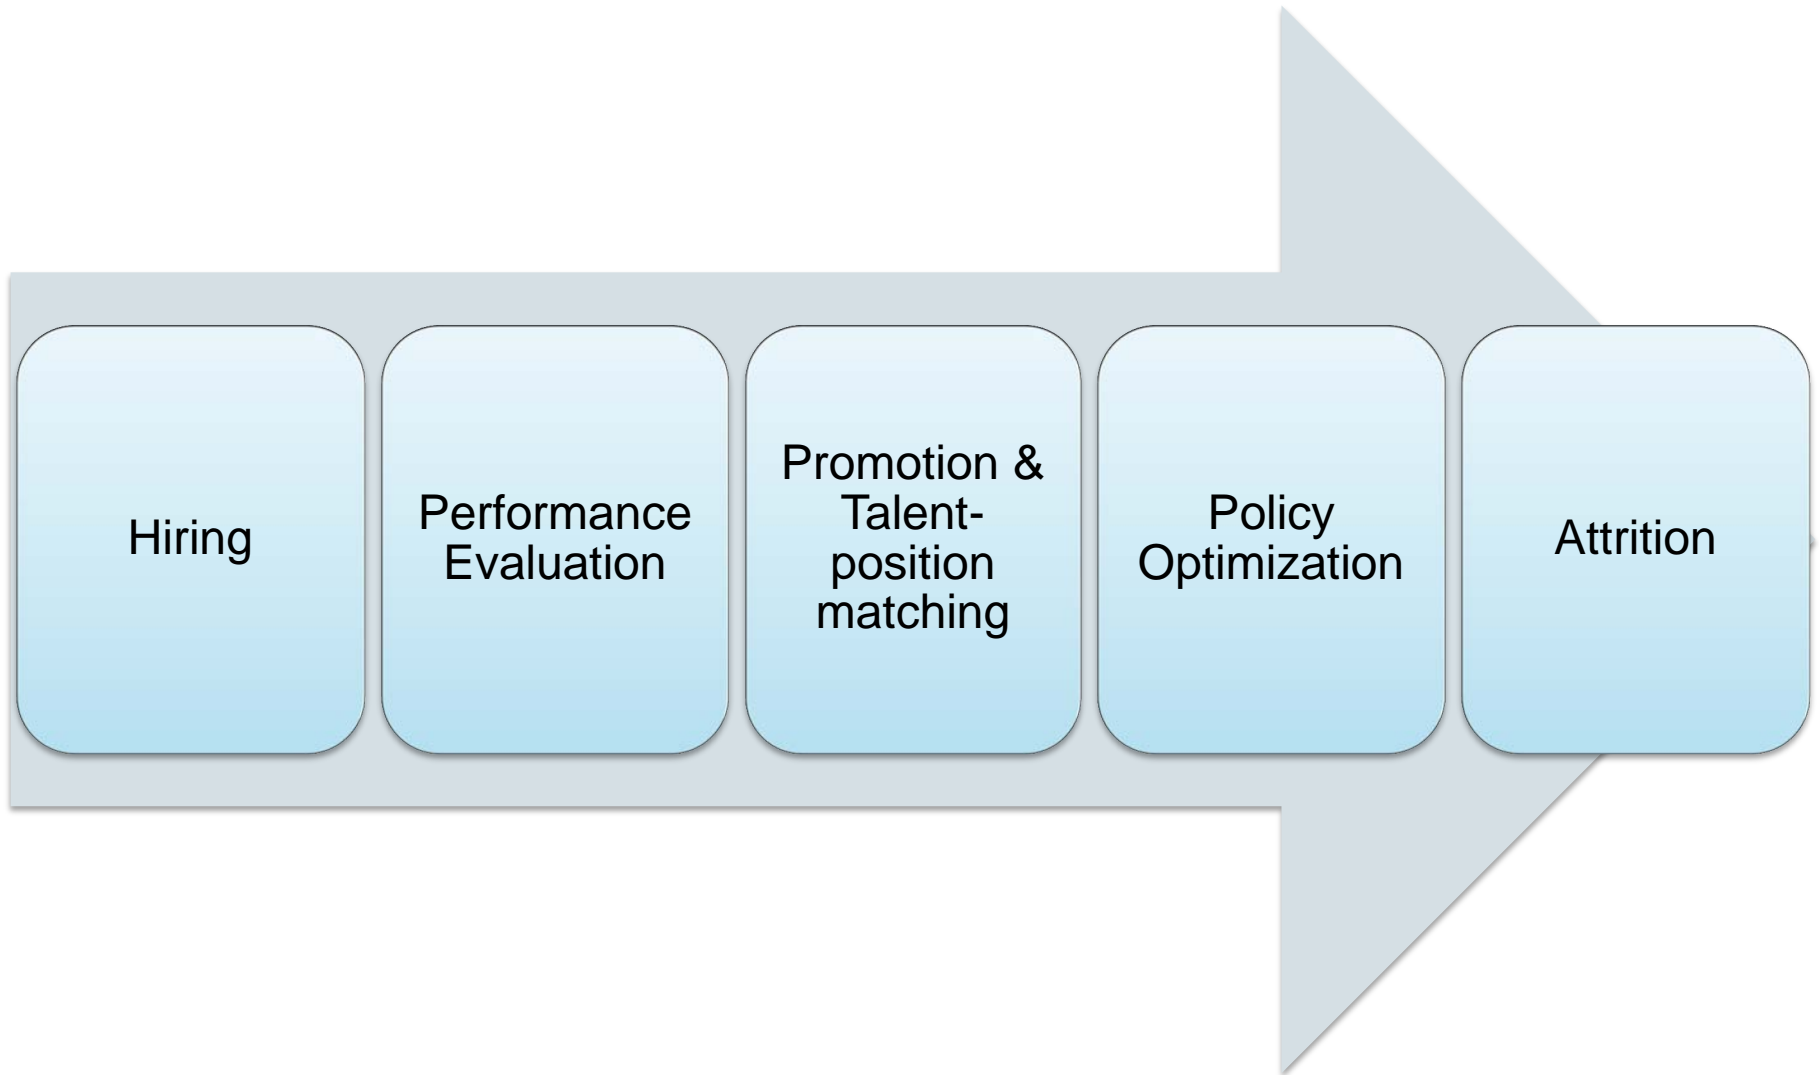 Hiring
Performance
Evaluation
Promotion &
Talent-
position
matching
Policy
Optimization
Attrition